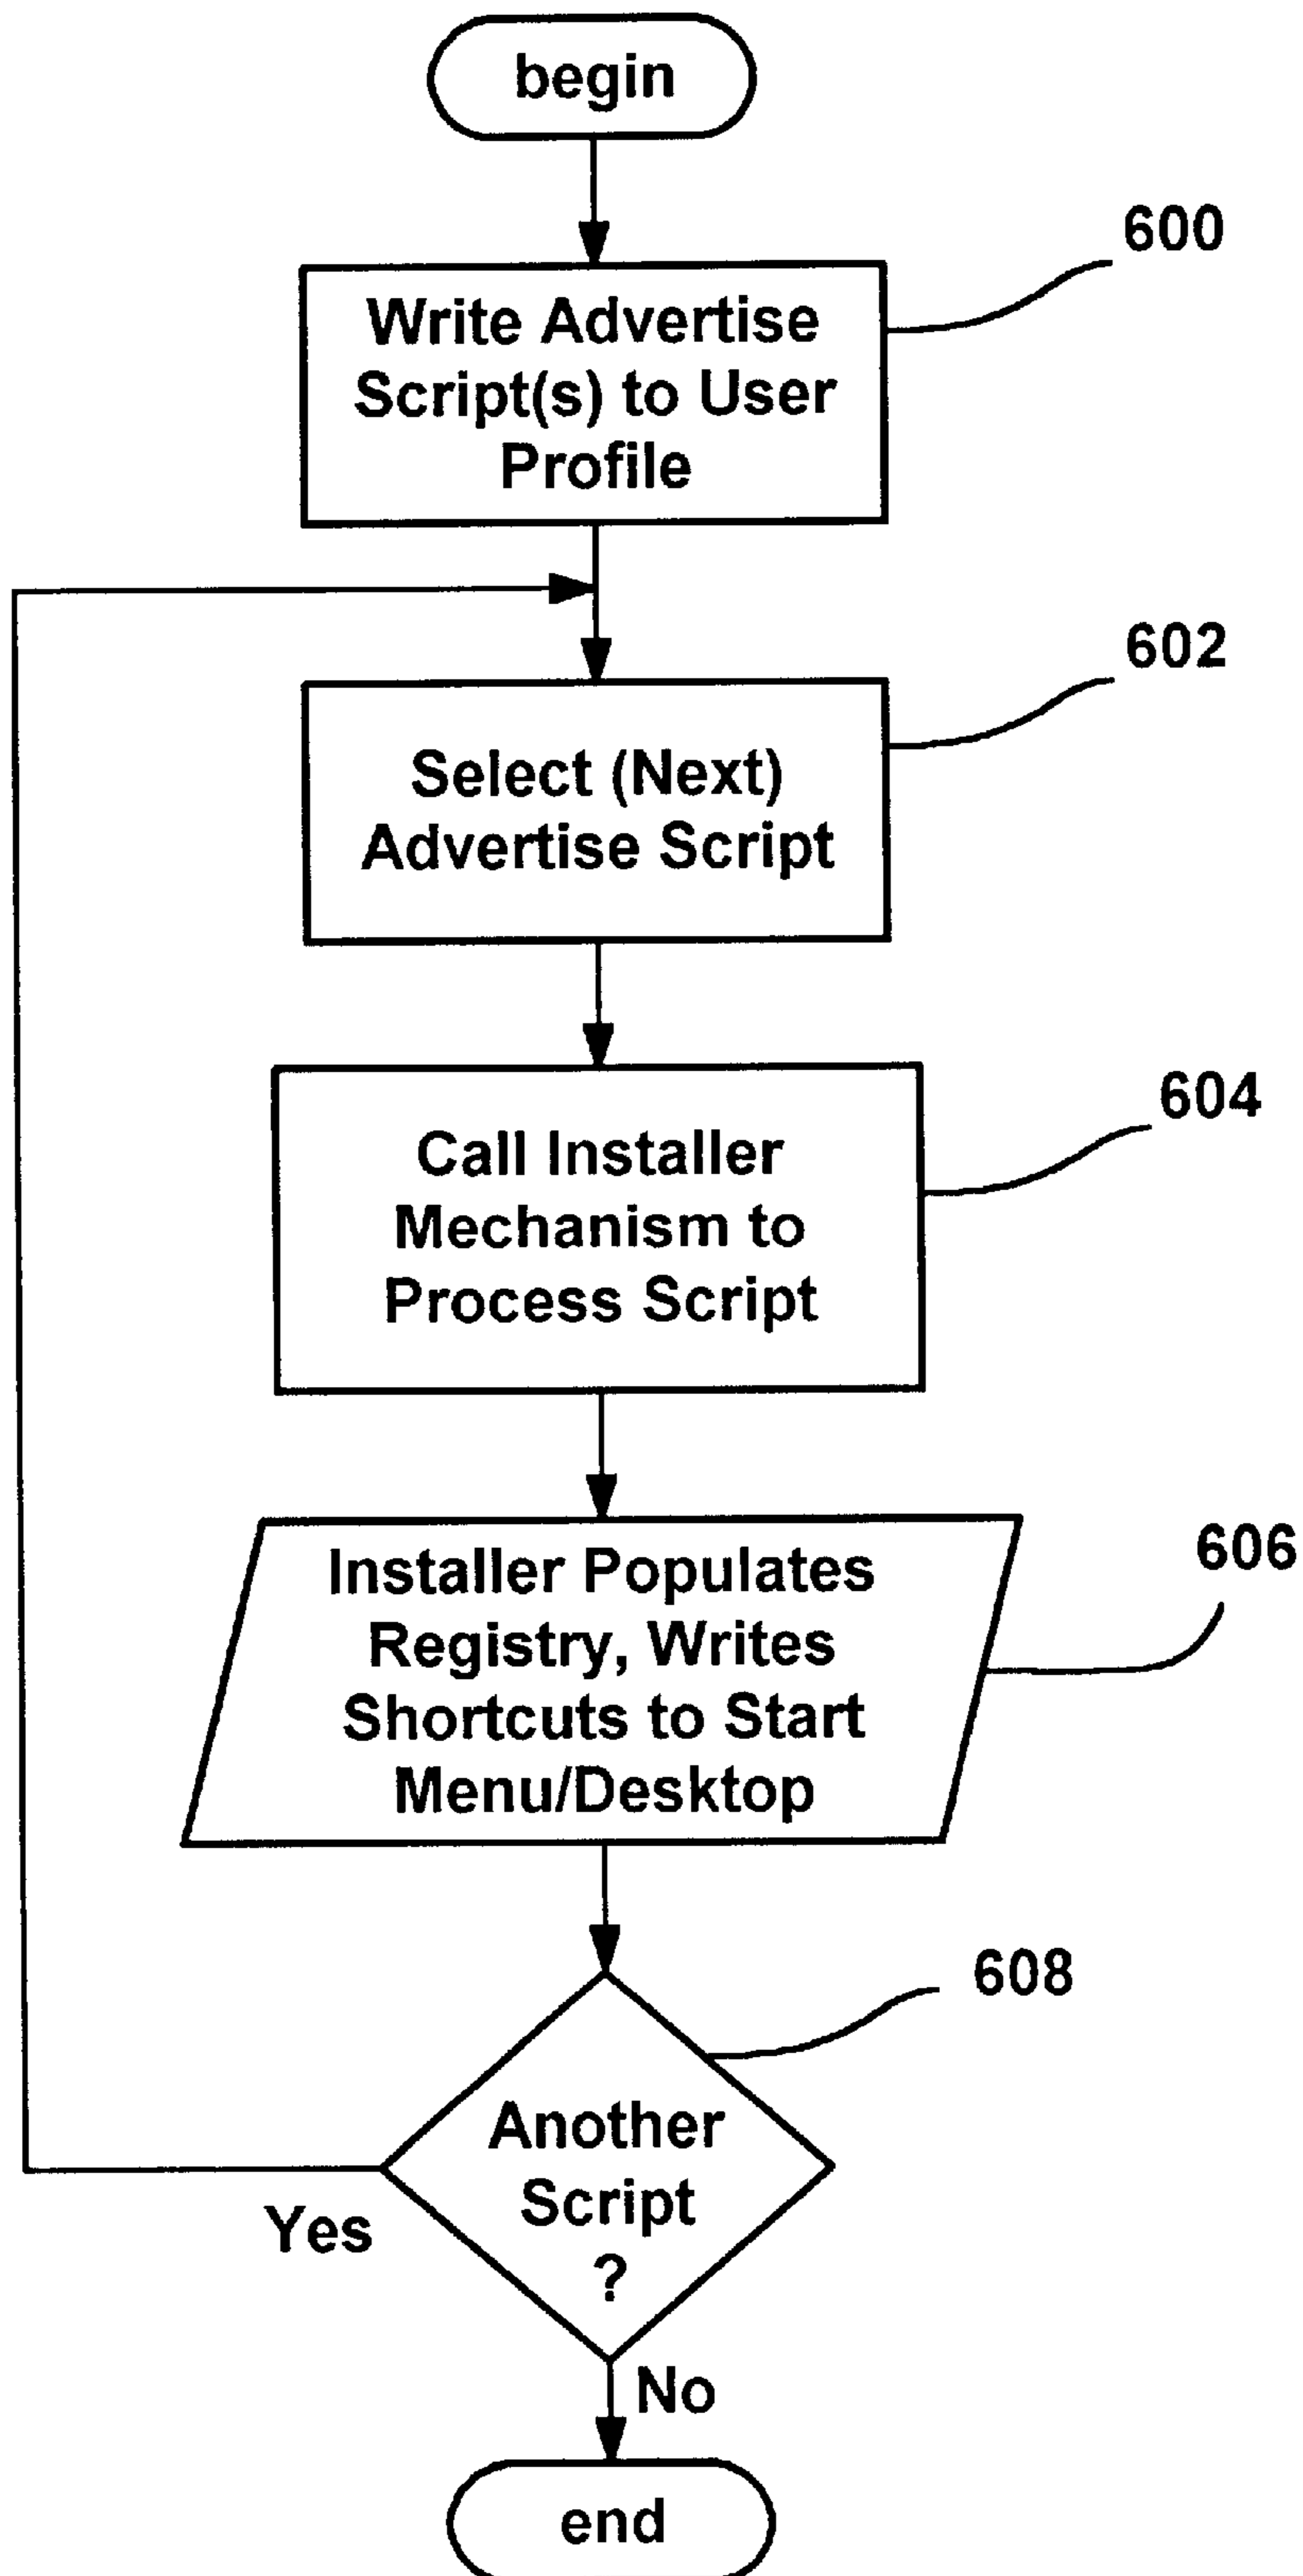 begin
600
Write Advertise
Script(s) to User
Profile
602
Select (Next)
Advertise Script
604
Call Installer
Mechanism to
Process Script
606
Installer Populates
Registry, Writes
Shortcuts to Start
Menu/Desktop
608
Another
Script
?
Yes
No
end